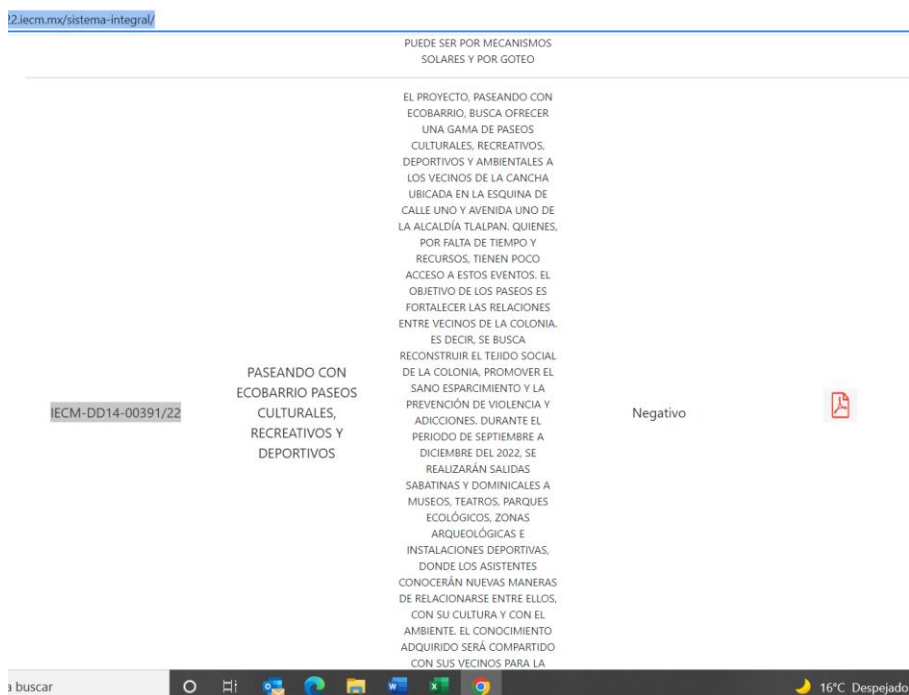 22.iecm.mx/sistema-integral/
PUEDE SER POR MECANISMOS
SOLARES Y POR GOTEO
IECM-DD14-00391/22
PASEANDO CON
ECOBARRIO PASEOS
CULTURALES,
RECREATIVOS Y
DEPORTIVOS
EL PROYECTO, PASEANDO CON
ECOBARRIO, BUSCA OFRECER
UNA GAMA DE PASEOS
CULTURALES, RECREATIVOS,
DEPORTIVOS Y AMBIENTALES A
LOS VECINOS DE LA CANCHA
UBICADA EN LA ESQUINA DE
CALLE UNO Y AVENIDA UNO DE
LA ALCALDÍA TLALPAN. QUIENES,
POR FALTA DE TIEMPO Y
RECURSOS, TIENEN POCO
ACCESO A ESTOS EVENTOS. EL
OBJETIVO DE LOS PASEOS ES
FORTALECER LAS RELACIONES
ENTRE VECINOS DE LA COLONIA.
ES DECIR, SE BUSCA
RECONSTRUIR EL TEJIDO SOCIAL
DE LA COLONIA, PROMOVER EL
SANO ESPARCIMIENTO Y LA
PREVENCIÓN DE VIOLENCIA Y
ADICCIONES. DURANTE EL
PERIODO DE SEPTIEMBRE A
DICIEMBRE DEL 2022, SE
REALIZARÁN SALIDAS
SABATINAS Y DOMINICALES A
MUSEOS, TEATROS, PARQUES
ECOLÓGICOS, ZONAS
ARQUEOLÓGICAS E
INSTALACIONES DEPORTIVAS,
DONDE LOS ASISTENTES
CONOCERÁN NUEVAS MANERAS
DE RELACIONARSE ENTRE ELLOS,
CON SU CULTURA Y CON EL
AMBIENTE. EL CONOCIMIENTO
ADQUIRIDO SERÁ COMPARTIDO
CON SUS VECINOS PARA LA
Negativo
a buscar
16°C Despejado